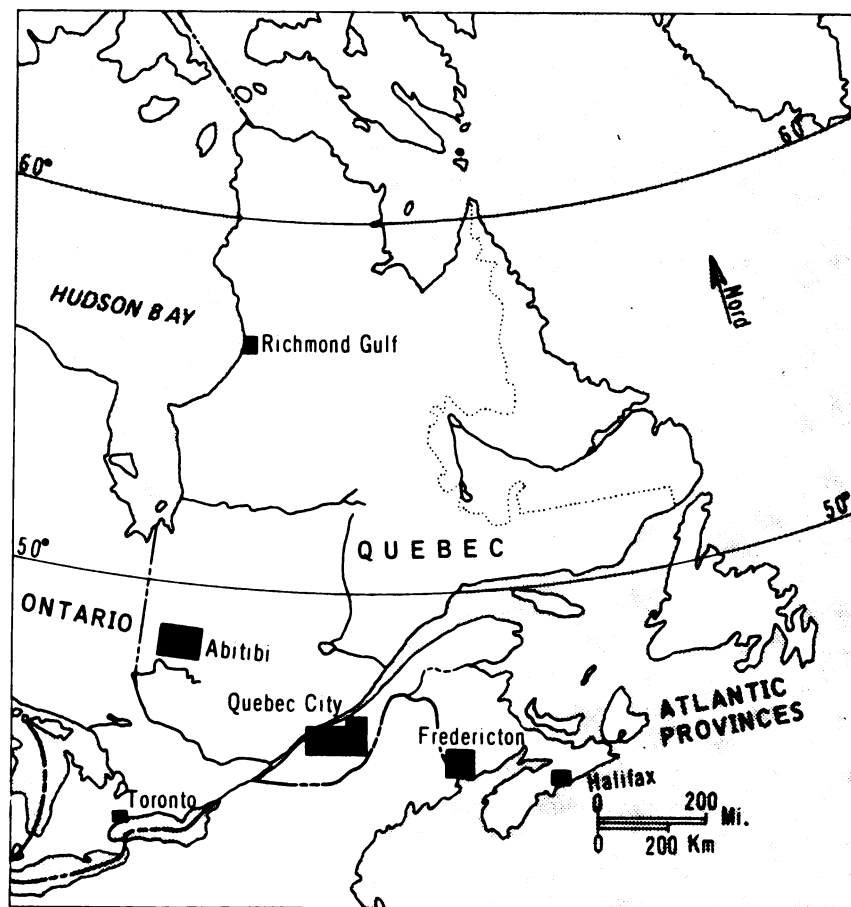 60°
60°
HUDSON BAY
Nord
Richmond Gulf
50°
50°
QUEBEC
ONTARIO
Abitibi
Quebec City
ATLANTIC
PROVINCES
Fredericton
Toronto
Halifax
0 200 Mi.
0 200 Km